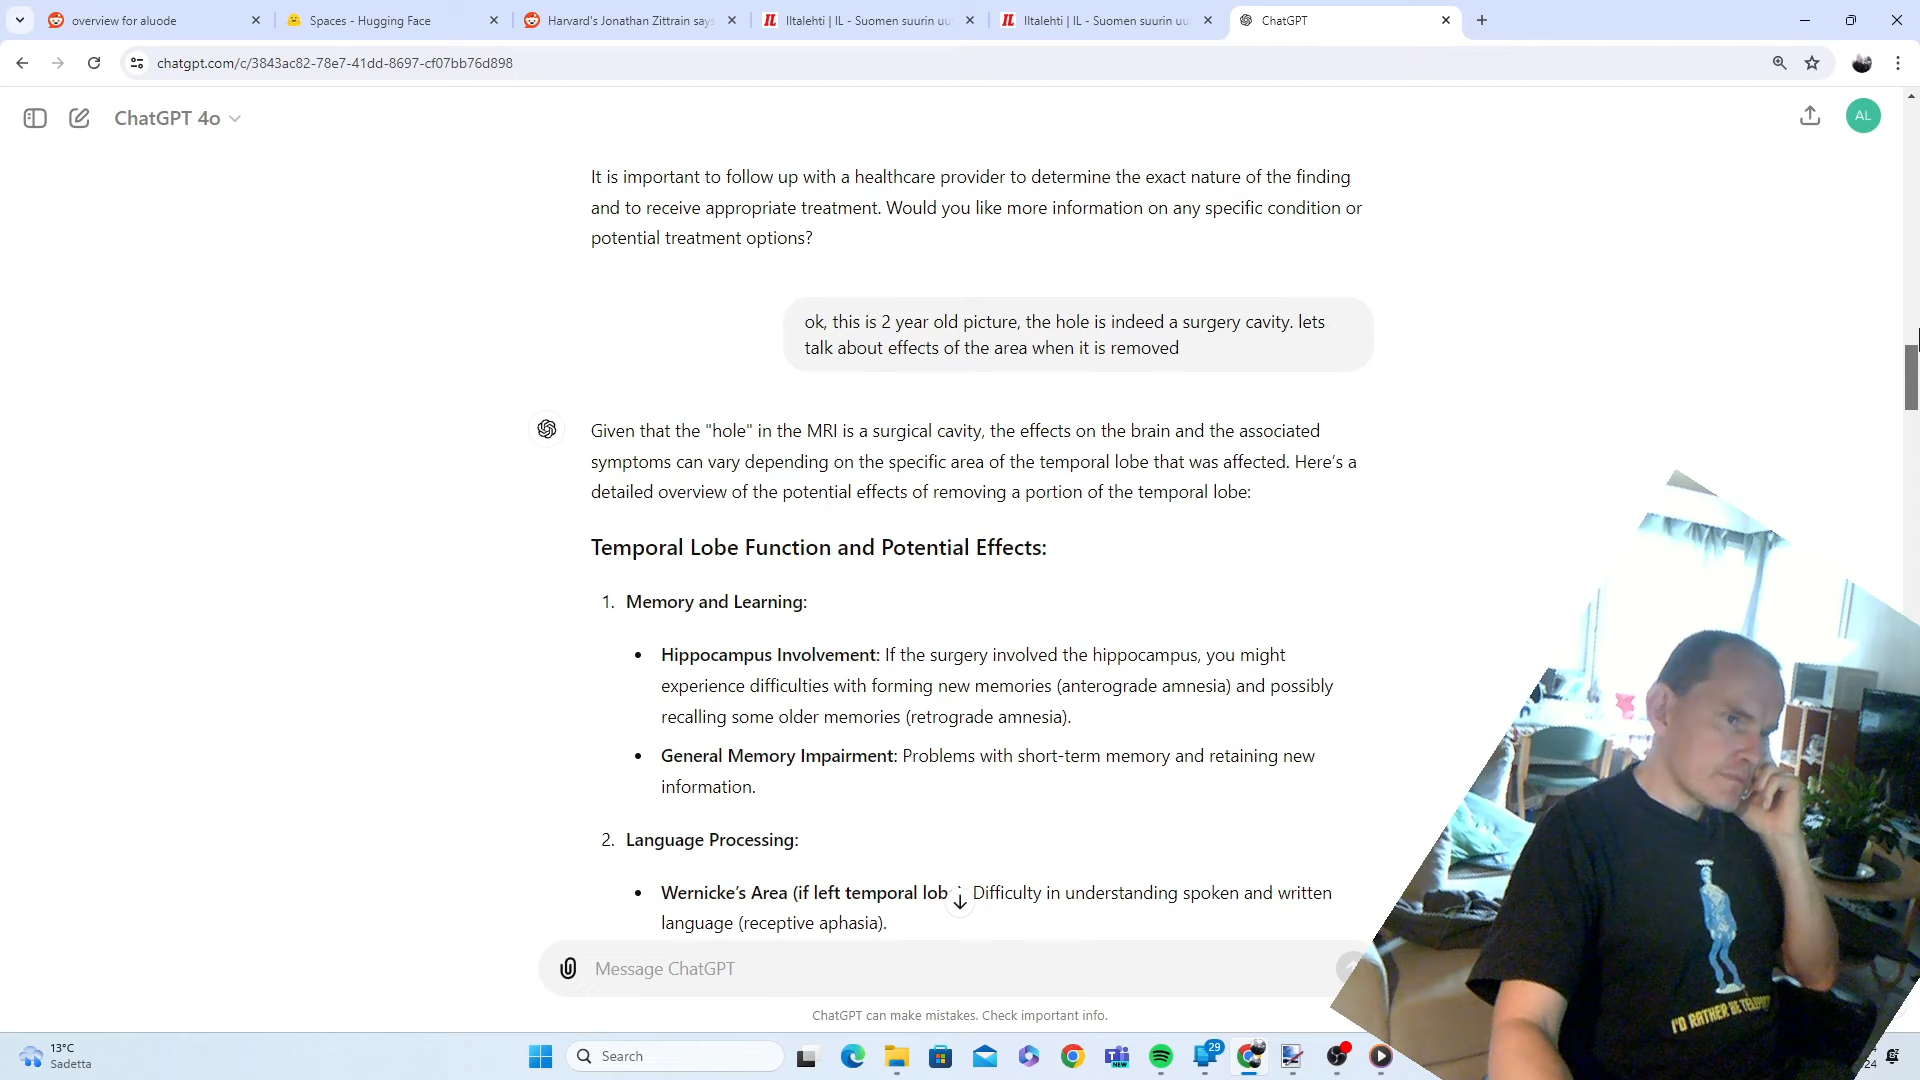 overview for aluode
Spaces - Hugging Face
Harvard's Jonathan Zittrain says
Iltalehti | IL - Suomen suurin uu
Iltalehti | IL - Suomen suurin uu
ChatGPT
chatgpt.com/c/3843ac82-78e7-41dd-8697-cf07bb76d898
ChatGPT 4o
AL
It is important to follow up with a healthcare provider to determine the exact nature of the finding
and to receive appropriate treatment. Would you like more information on any specific condition or
potential treatment options?
ok, this is 2 year old picture, the hole is indeed a surgery cavity. lets
talk about effects of the area when it is removed
Given that the "hole" in the MRI is a surgical cavity, the effects on the brain and the associated
symptoms can vary depending on the specific area of the temporal lobe that was affected. Here's a
detailed overview of the potential effects of removing a portion of the temporal lobe:
Temporal Lobe Function and Potential Effects:
1. Memory and Learning:
• Hippocampus Involvement: If the surgery involved the hippocampus, you might
experience difficulties with forming new memories (anterograde amnesia) and possibly
recalling some older memories (retrograde amnesia).
• General Memory Impairment: Problems with short-term memory and retaining new
information.
2. Language Processing:
• Wernicke's Area (if left temporal lob Difficulty in understanding spoken and written
language (receptive aphasia).
Message ChatGPT
ChatGPT can make mistakes. Check important info.
I'D RATHER BE
13°C
Sadetta
Search
NEW
29
24